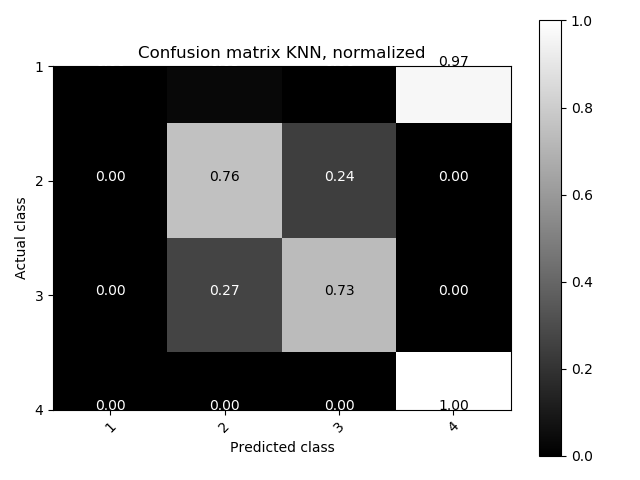 Confusion matrix KNN, normalized
1.0
0.97
1
0.8
0.00 0.76 0.24 0.00
2
0.6
Actual class
0.4
0.00 0.27 0.73 0.00
3
0.2
0.00 0.00 0.00 1.00
4
0.0
1 2 3 4
Predicted class